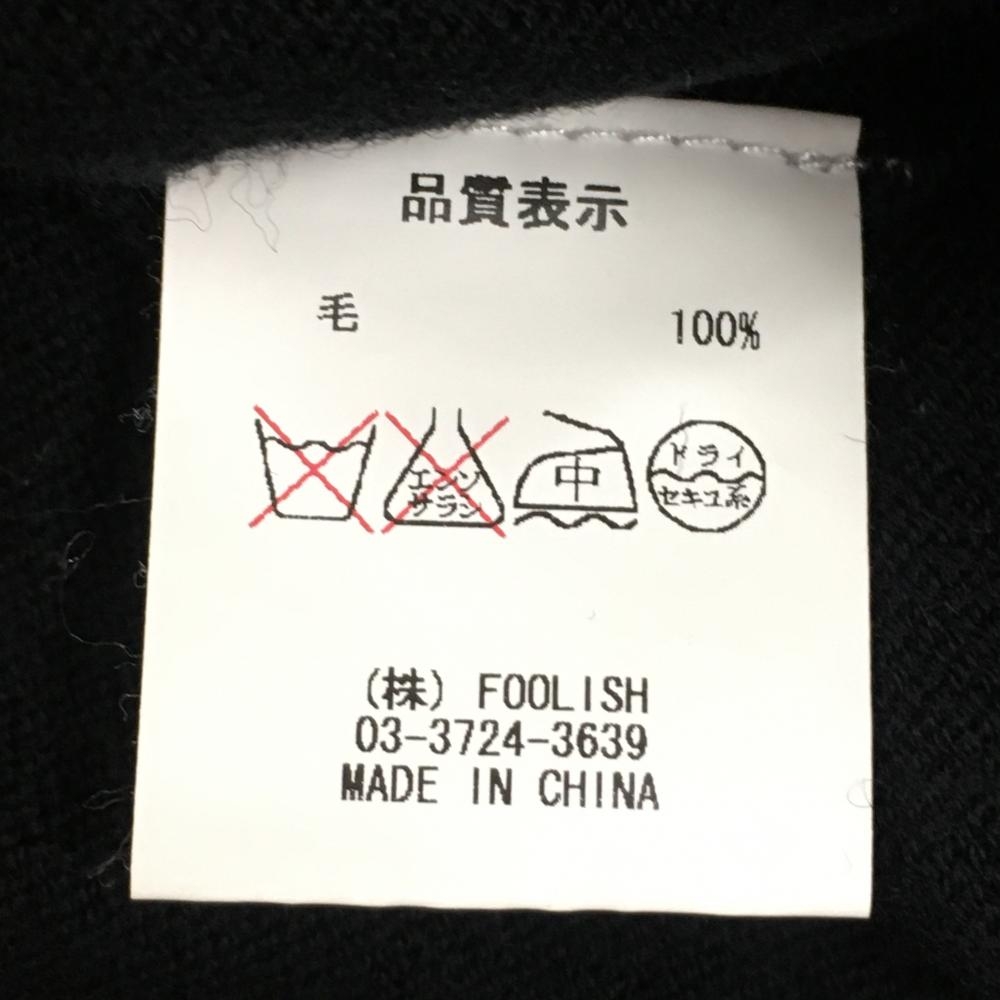 品質表示
毛 100%
エンソ
サラシ
中
ドライ
セキユ系
(株) FOOLISH
03-3724-3639
MADE IN CHINA